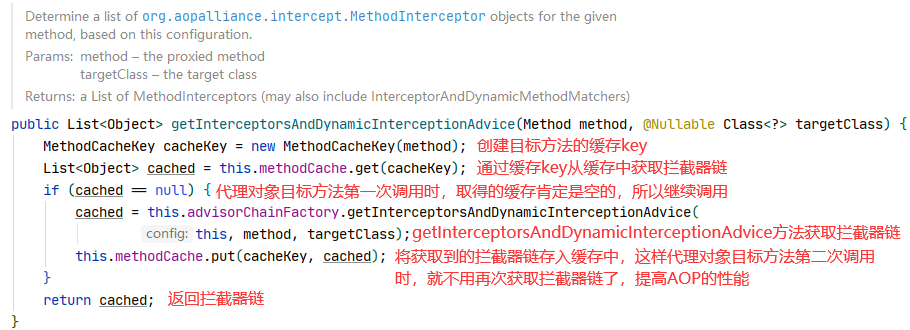 Determine a list of org.aopalliance.intercept.MethodInterceptor objects for the given
method, based on this configuration.
Params: method – the proxied method
targetClass – the target class
Returns: a List of MethodInterceptors (may also include InterceptorAndDynamicMethodMatchers)
public List<Object> getInterceptorsAndDynamicInterceptionAdvice(Method method, @Nullable Class<?> targetClass) {
MethodCacheKey cacheKey = new MethodCacheKey(method); 创建目标方法的缓存key
List<Object> cached = this.methodCache.get(cacheKey); 通过缓存key从缓存中获取拦截器链
if (cached == null) { 代理对象目标方法第一次调用时，取得的缓存肯定是空的，所以继续调用
cached = this.advisorChainFactory.getInterceptorsAndDynamicInterceptionAdvice(
config: this, method, targetClass); getInterceptorsAndDynamicInterceptionAdvice方法获取拦截器链
this.methodCache.put(cacheKey, cached); 将获取到的拦截器链存入缓存中，这样代理对象目标方法第二次调用
} 时，就不用再次获取拦截器链了，提高AOP的性能
return cached; 返回拦截器链
}